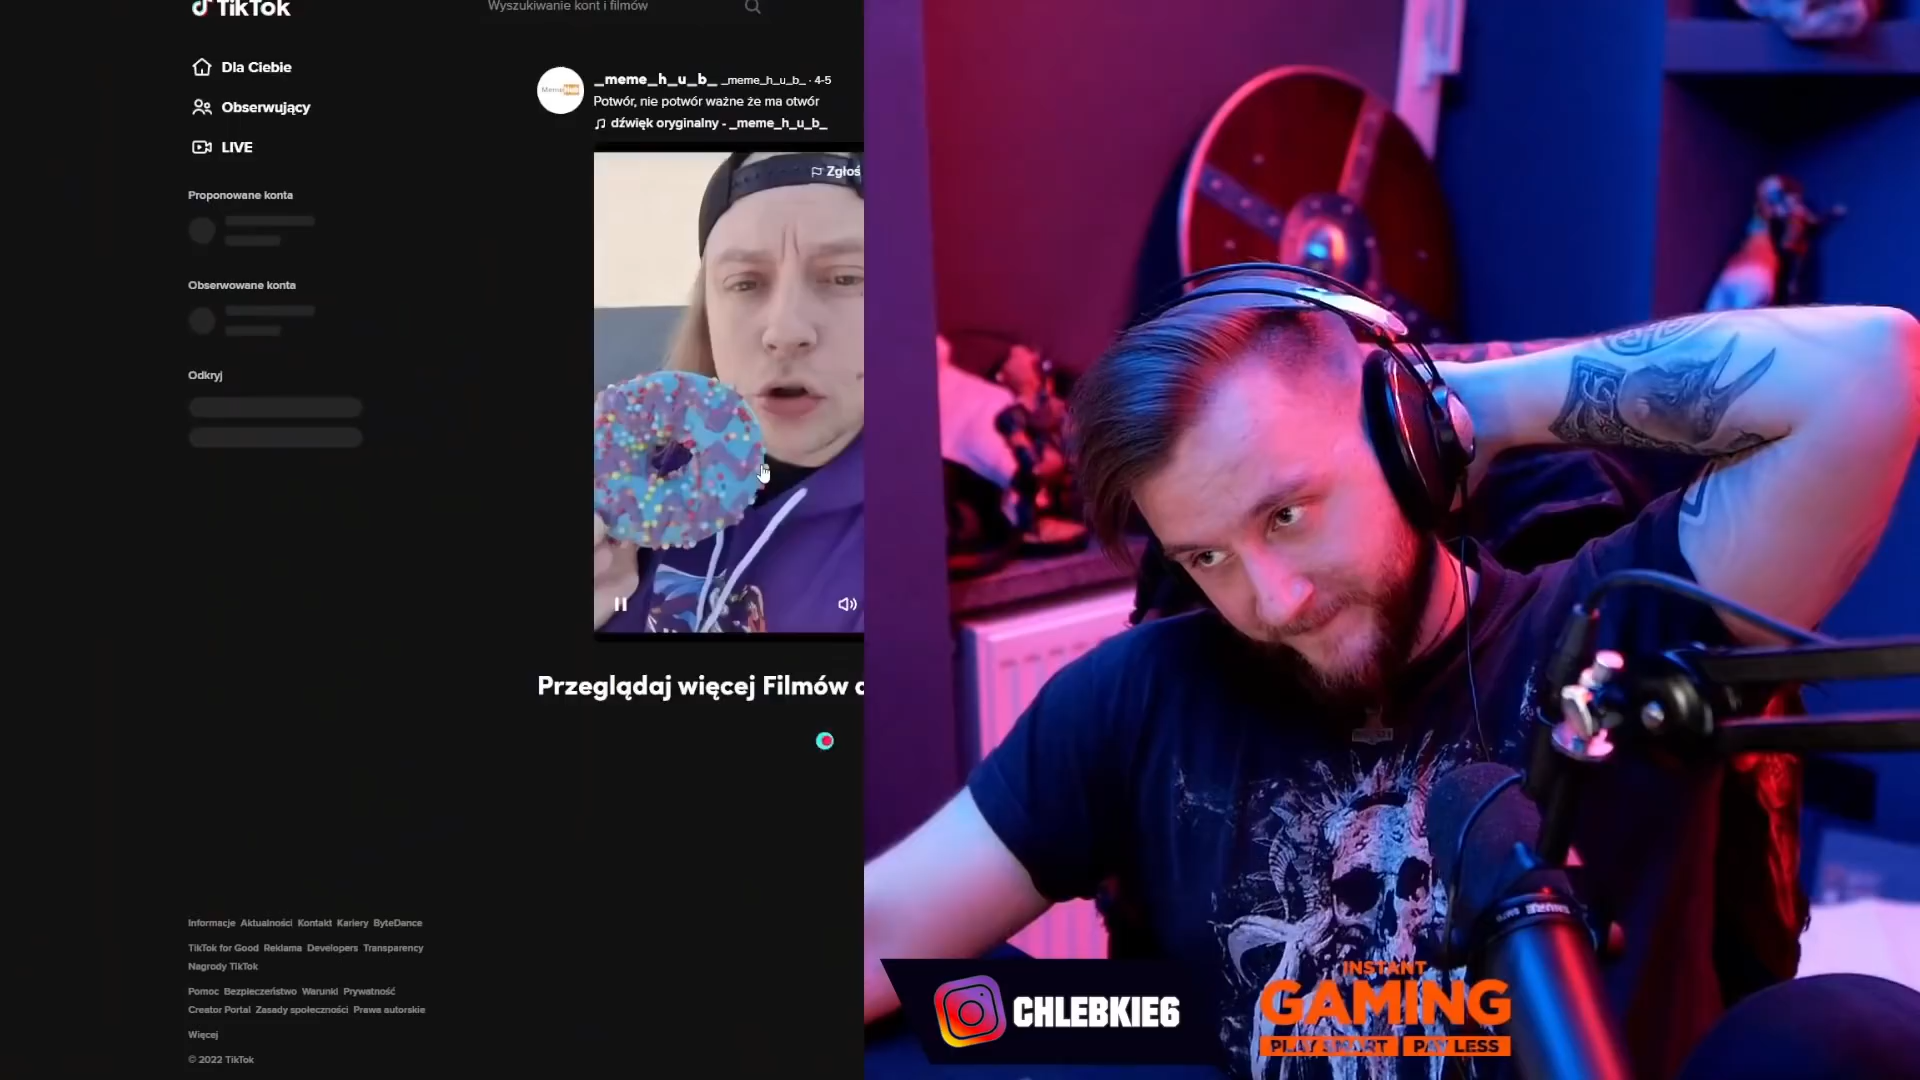 TikTok
Wyszukiwanie kont i filmów
Dla Ciebie
Obserwujący
LIVE
Proponowane konta
Obserwowane konta
Odkryj
_meme_h_u_b_ _meme_h_u_b_ · 4-5
Potwór, nie potwór ważne że ma otwór
dźwięk oryginalny - _meme_h_u_b_
Zgłoś
Przeglądaj więcej Filmów
Informacje Aktualności Kontakt Kariery ByteDance
TikTok for Good Reklama Developers Transparency
Nagrody TikTok
Pomoc Bezpieczeństwo Warunki Prywatność
Creator Portal Zasady społeczności Prawa autorskie
Więcej
© 2022 TikTok
CHLEBKIE6
INSTANT
GAMING
PLAY SMART PAY LESS